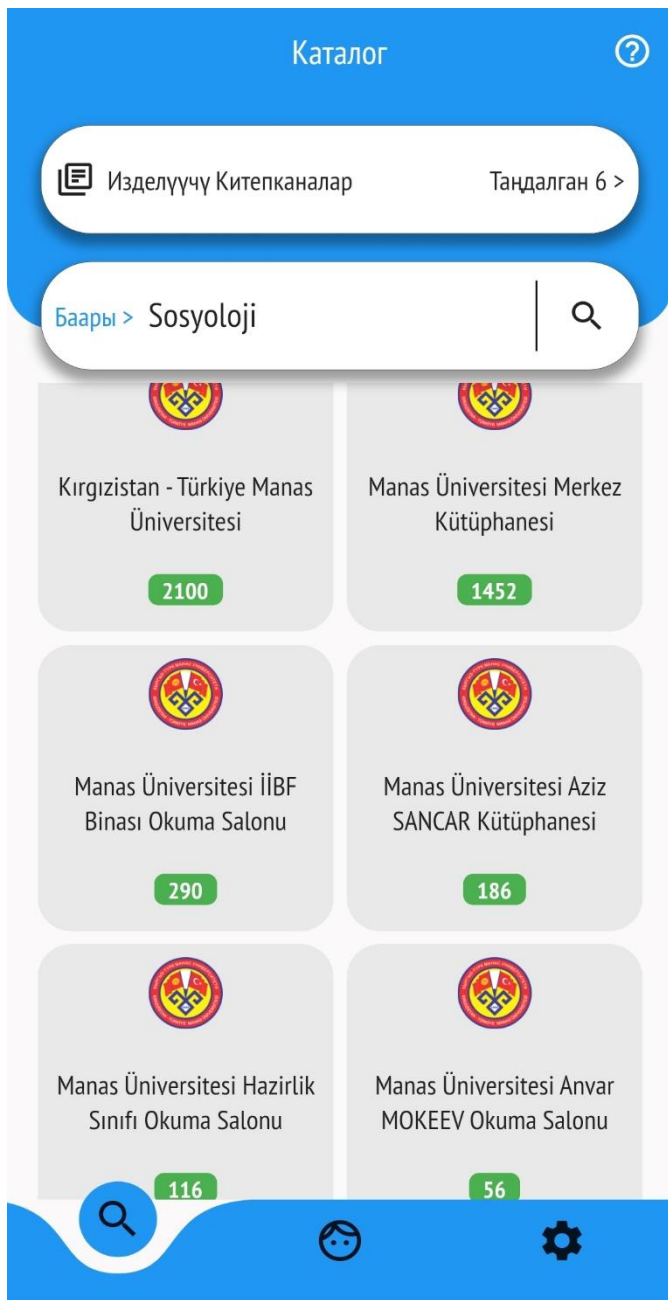 Каталог
Изделүүчү Китепканалар
Таңдалган 6 >
Баары > Sosyoloji
Kırgızistan - Türkiye Manas
Üniversitesi
2100
Manas Üniversitesi Merkez
Kütüphanesi
1452
Manas Üniversitesi İİBF
Binası Okuma Salonu
290
Manas Üniversitesi Aziz
SANCAR Kütüphanesi
186
Manas Üniversitesi Hazirlik
Sınıfı Okuma Salonu
116
Manas Üniversitesi Anvar
MOKEEV Okuma Salonu
56